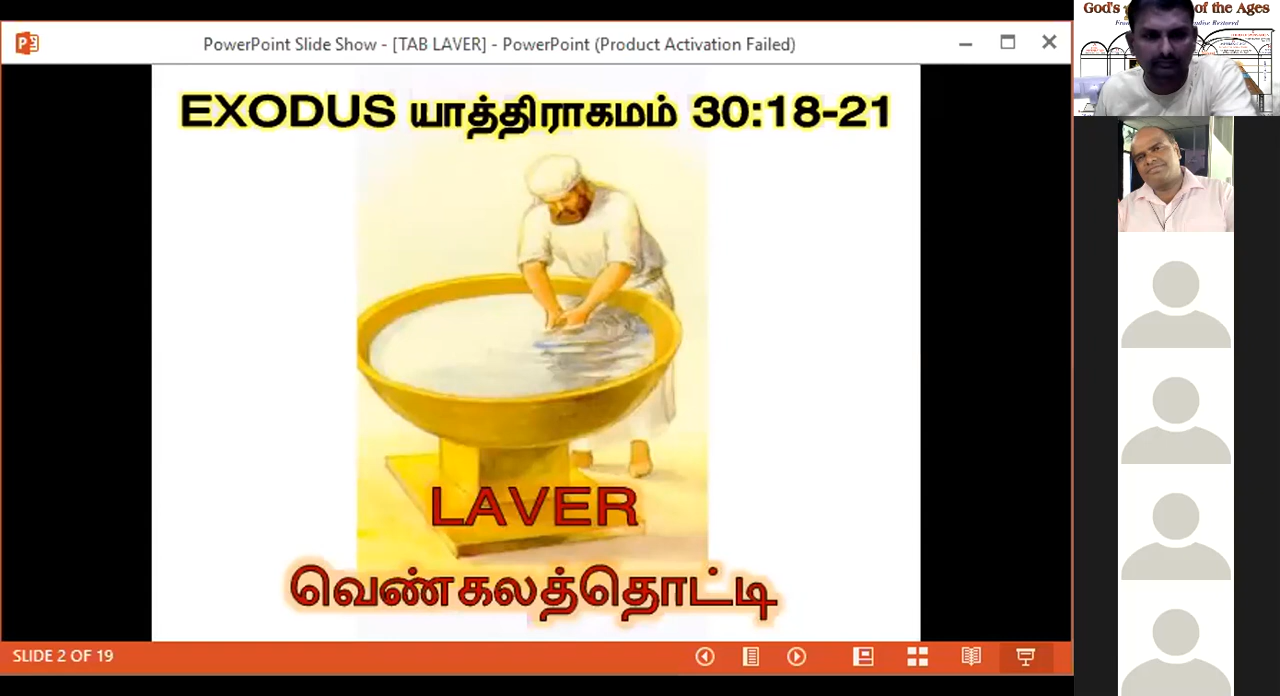 PowerPoint Slide Show - [TAB LAVER] - PowerPoint (Product Activation Failed)
EXODUS யாத்திராகமம் 30:18-21
LAVER
வெண்கலத்தொட்டி
SLIDE 2 OF 19
God's
of the Ages
Restored